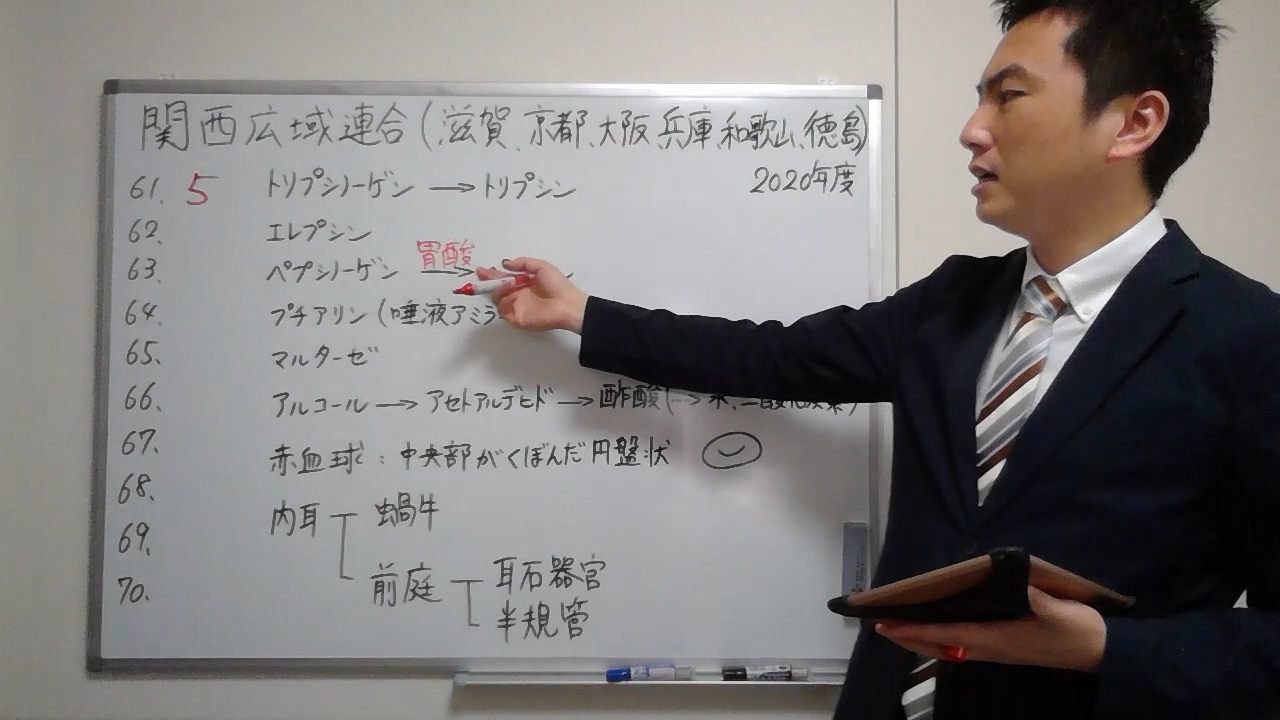 関西広域連合(滋賀、京都、大阪、兵庫、和歌山、徳島)
2020年度
61. 5 トリプシノーゲン→トリプシン
62、 エレプシン
63、 ペプシノーゲン 胃酸→
64、 プチアリン(唾液アミラ
65、 マルターゼ
66、 アルコール→アセトアルデヒド→酢酸(…→
67、 赤血球:中央部がくぼんだ円盤状
68、 内耳 蝸牛
69、 前庭 耳石器官
70、 半規管